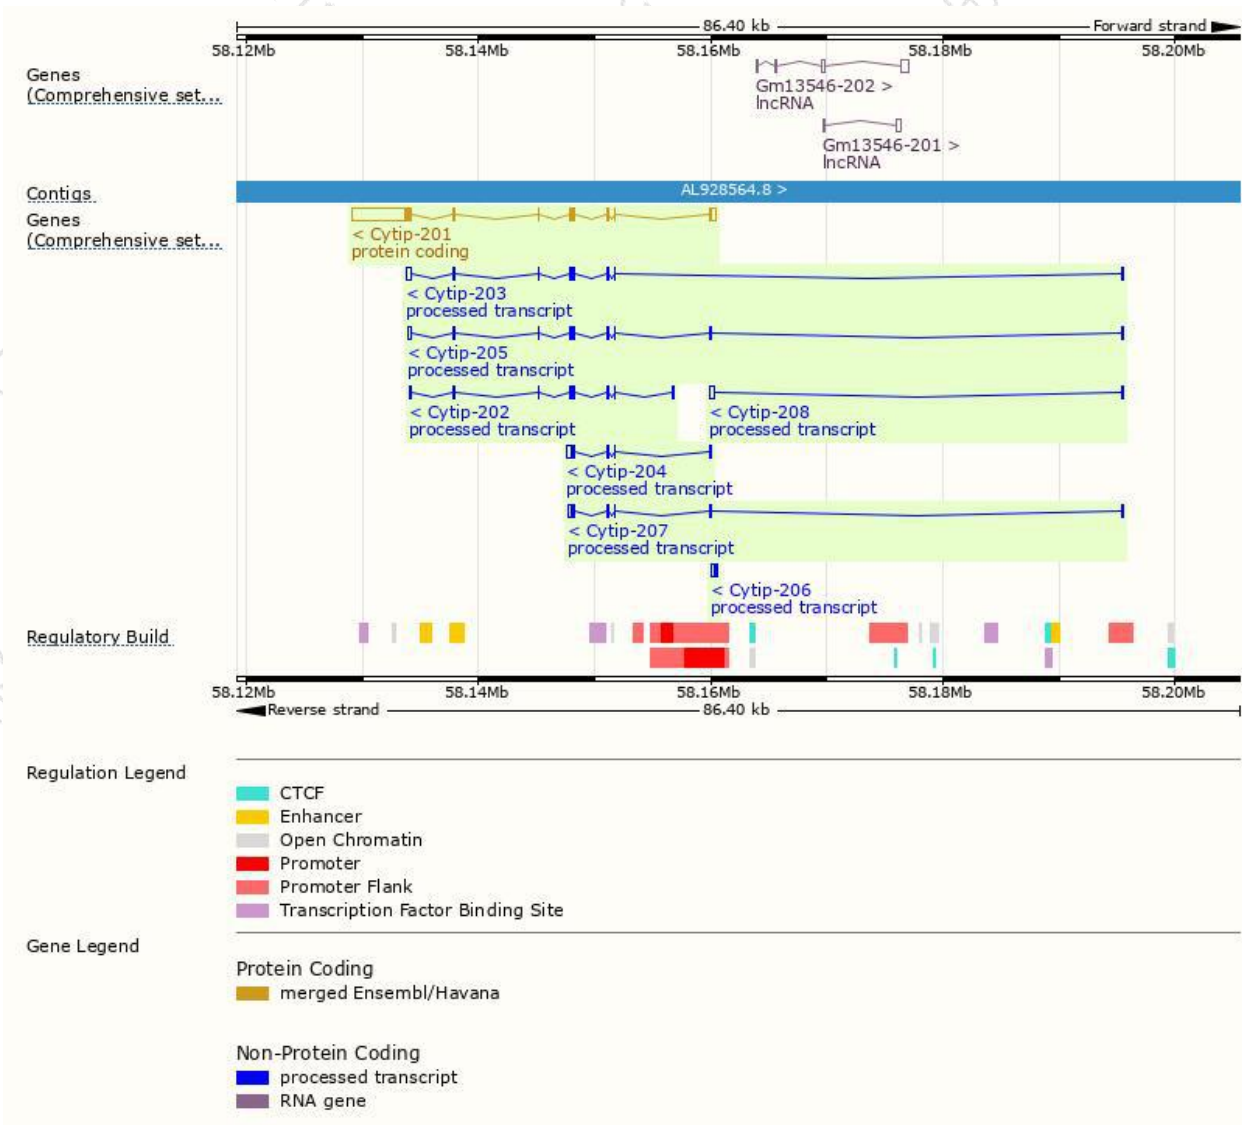 86.40 kb
Forward strand
58.12Mb 58.14Mb 58.16Mb 58.18Mb 58.20Mb
Genes
(Comprehensive set...
Gm13546-202 >
lncRNA
Gm13546-201 >
lncRNA
Contigs
AL928564.8 >
Genes
(Comprehensive set...
< Cytip-201
protein coding
< Cytip-203
processed transcript
< Cytip-205
processed transcript
< Cytip-202
processed transcript
< Cytip-208
processed transcript
< Cytip-204
processed transcript
< Cytip-207
processed transcript
< Cytip-206
processed transcript
Regulatory Build
58.12Mb 58.14Mb 58.16Mb 58.18Mb 58.20Mb
Reverse strand
86.40 kb
Regulation Legend
CTCF
Enhancer
Open Chromatin
Promoter
Promoter Flank
Transcription Factor Binding Site
Gene Legend
Protein Coding
merged Ensembl/Havana
Non-Protein Coding
processed transcript
RNA gene